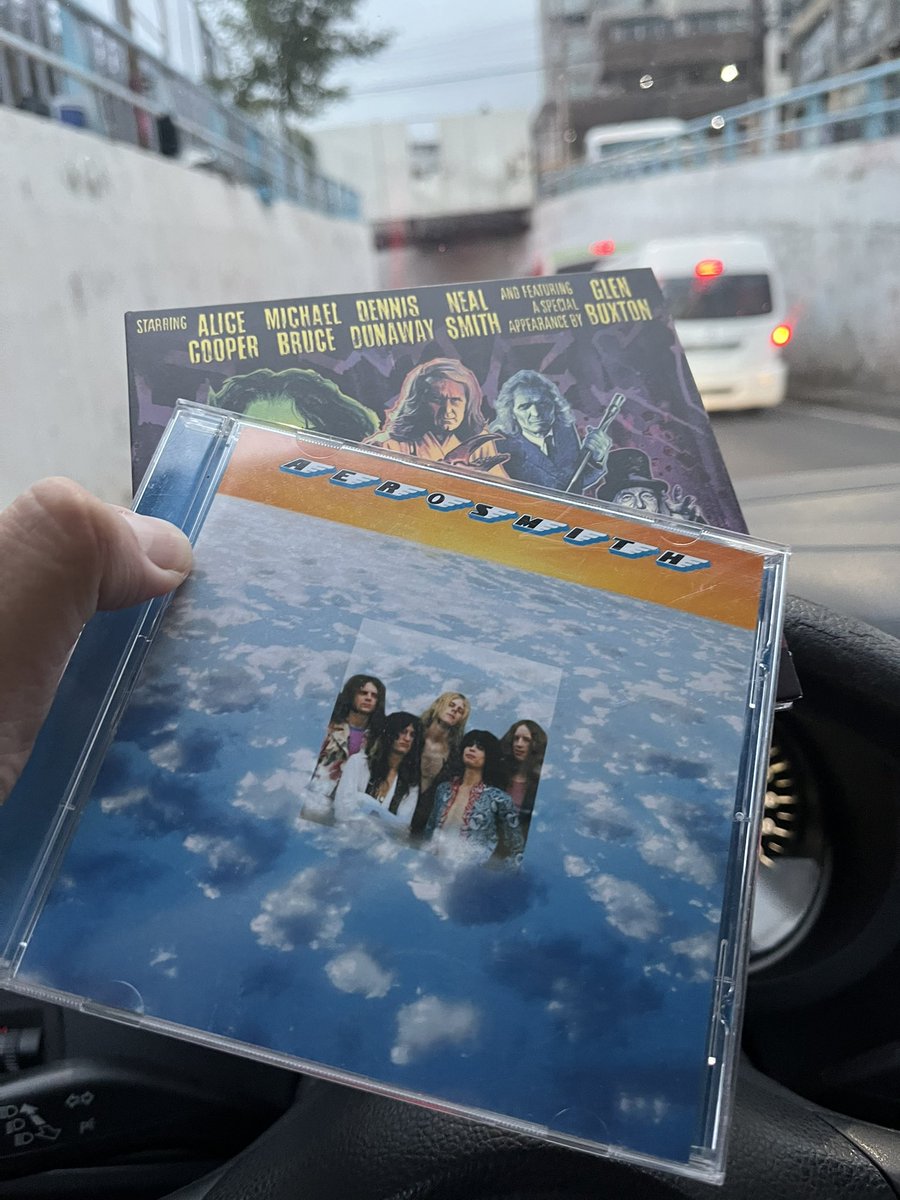 STARRING ALICE COOPER
MICHAEL BRUCE
DENNIS DUNAWAY
NEAL SMITH
AND FEATURING A SPECIAL APPEARANCE BY
GLEN BUXTON
AEROSMITH